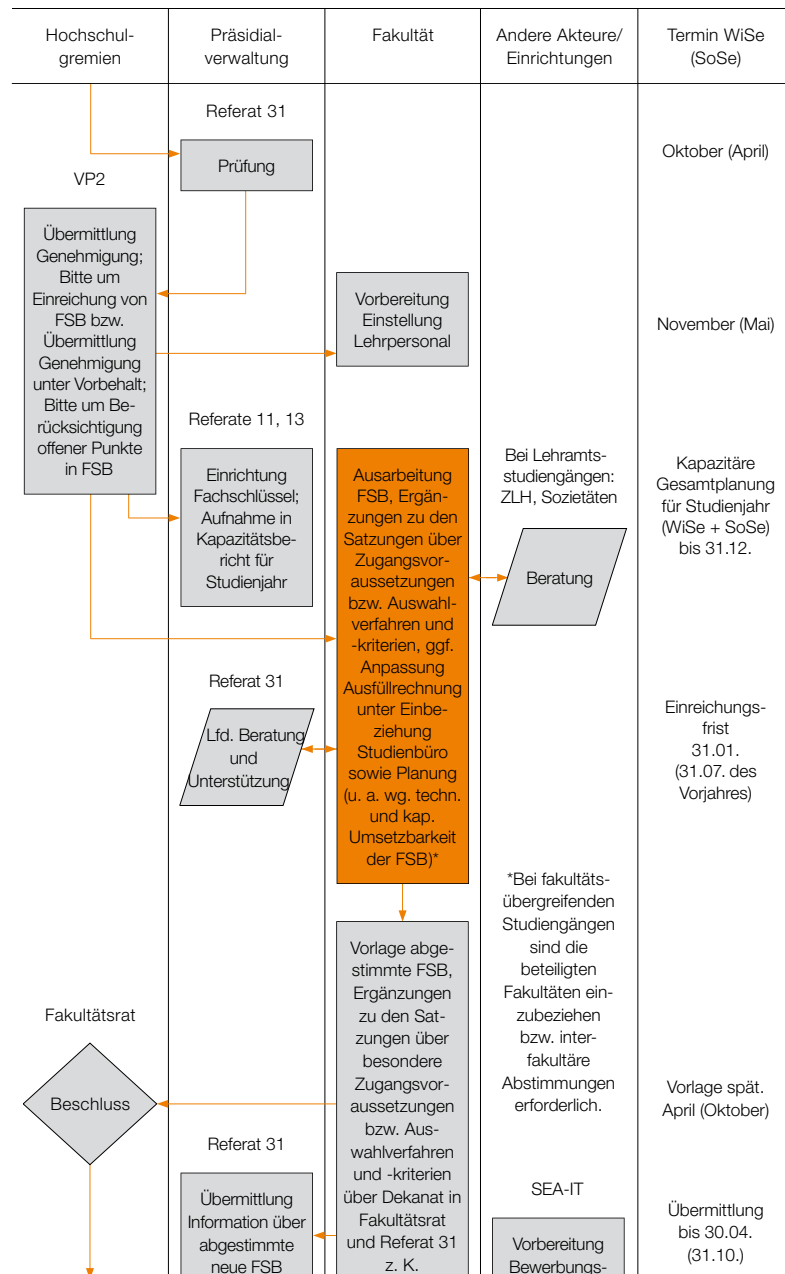 Hochschul-
gremien
Präsidial-
verwaltung
Fakultät
Andere Akteure/
Einrichtungen
Termin WiSe
(SoSe)
Referat 31
Prüfung
Oktober (April)
VP2
Übermittlung
Genehmigung;
Bitte um
Einreichung von
FSB bzw.
Übermittlung
Genehmigung
unter Vorbehalt;
Bitte um Be-
rücksichtigung
offener Punkte
in FSB
Vorbereitung
Einstellung
Lehrpersonal
November (Mai)
Referate 11, 13
Einrichtung
Fachschlüssel;
Aufnahme in
Kapazitätsbe-
richt für
Studienjahr
Ausarbeitung
FSB, Ergän-
zungen zu den
Satzungen über
Zugangsvor-
aussetzungen
bzw. Auswahl-
verfahren und
-kriterien, ggf.
Anpassung
Ausfüllrechnung
unter Einbe-
ziehung
Studienbüro
sowie Planung
(u. a. wg. techn.
und kap.
Umsetzbarkeit
der FSB)*
Bei Lehramts-
studiengängen:
ZLH, Sozietäten
Beratung
Kapazitäre
Gesamtplanung
für Studienjahr
(WiSe + SoSe)
bis 31.12.
Referat 31
Lfd. Beratung
und
Unterstützung
Einreichungs-
frist
31.01.
(31.07. des
Vorjahres)
*Bei fakultäts-
übergreifenden
Studiengängen
sind die
beteiligten
Fakultäten ein-
zubeziehen
bzw. inter-
fakultäre
Abstimmungen
erforderlich.
Vorlage abge-
stimmte FSB,
Ergänzungen
zu den Sat-
zungen über
besondere
Zugangsvor-
aussetzungen
bzw. Aus-
wahlverfahren
und -kriterien
über Dekanat in
Fakultätsrat
und Referat 31
z. K.
Fakultätsrat
Beschluss
Vorlage spät.
April (Oktober)
Referat 31
Übermittlung
Information über
abgestimmte
neue FSB
SEA-IT
Vorbereitung
Bewerbungs-
Übermittlung
bis 30.04.
(31.10.)